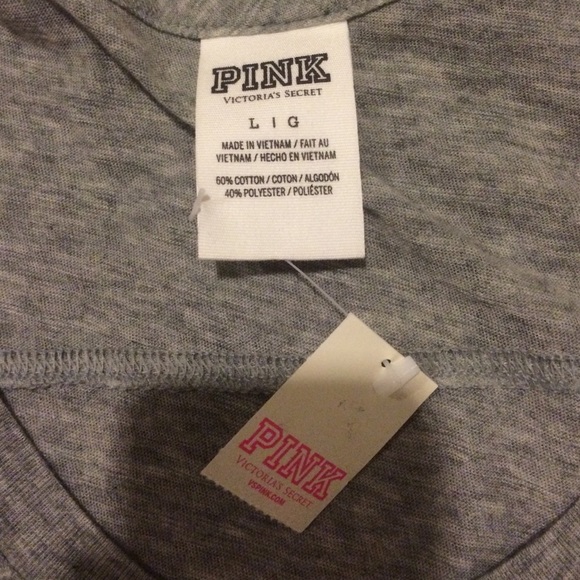 PINK
VICTORIA'S SECRET
L | G
MADE IN VIETNAM / FAIT AU
VIETNAM / HECHO EN VIETNAM
60% COTTON / COTON / ALGODÓN
40% POLYESTER / POLIÉSTER
PINK
VICTORIA'S SECRET
VSPINK.COM